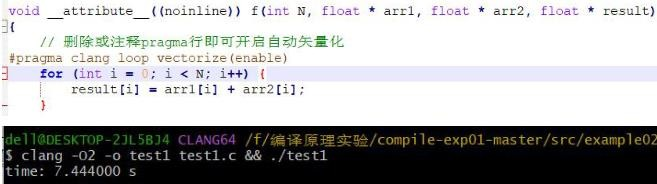 void __attribute__((noinline)) f(int N, float * arr1, float * arr2, float * result)
{
// 删除或注释pragma行即可开启自动矢量化
#pragma clang loop vectorize(enable)
for (int i = 0; i < N; i++) {
result[i] = arr1[i] + arr2[i];
}
dell@DESKTOP-2JL5BJ4 CLANG64 /f/编译原理实验/compile-exp01-master/src/example02
$ clang -O2 -o test1 test1.c && ./test1
time: 7.444000 s